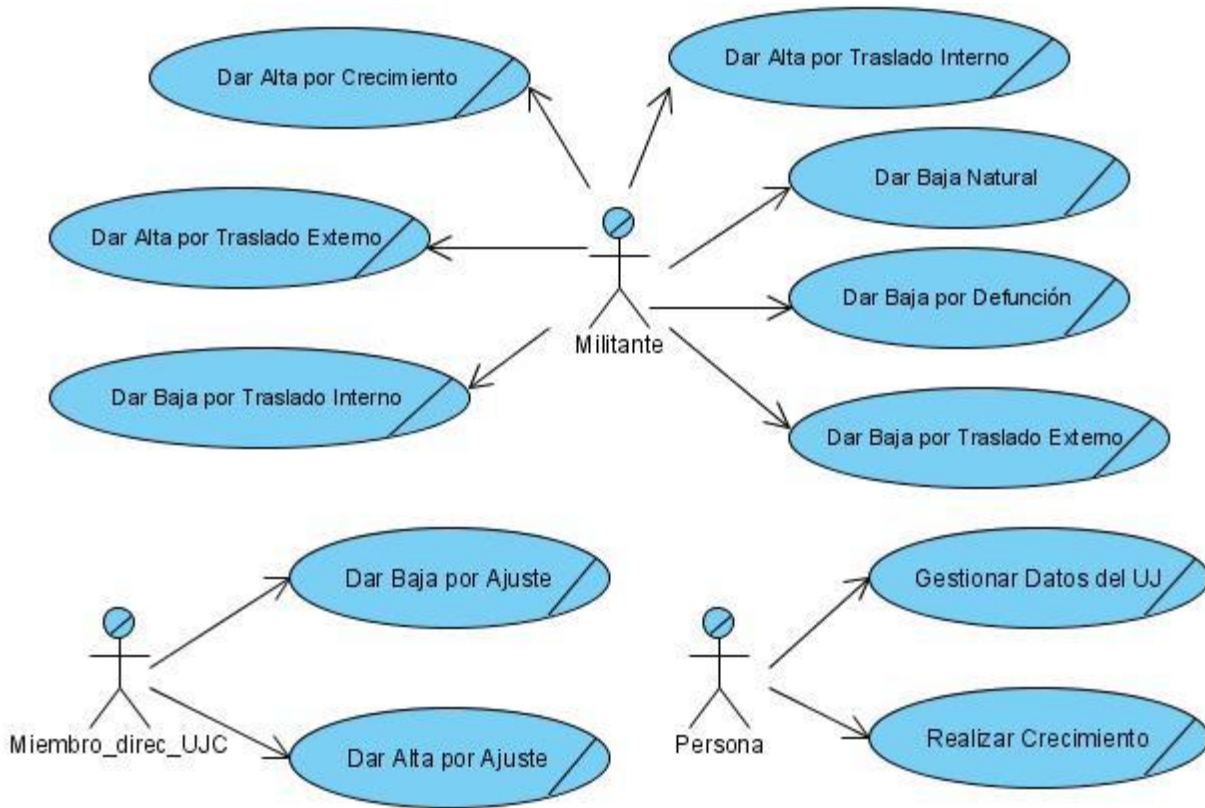 Dar Alta por Crecimiento
Dar Alta por Traslado Interno
Dar Baja Natural
Dar Alta por Traslado Externo
Dar Baja por Defunción
Militante
Dar Baja por Traslado Interno
Dar Baja por Traslado Externo
Dar Baja por Ajuste
Gestionar Datos del UJ
Miembro_direc_UJC
Persona
Dar Alta por Ajuste
Realizar Crecimiento